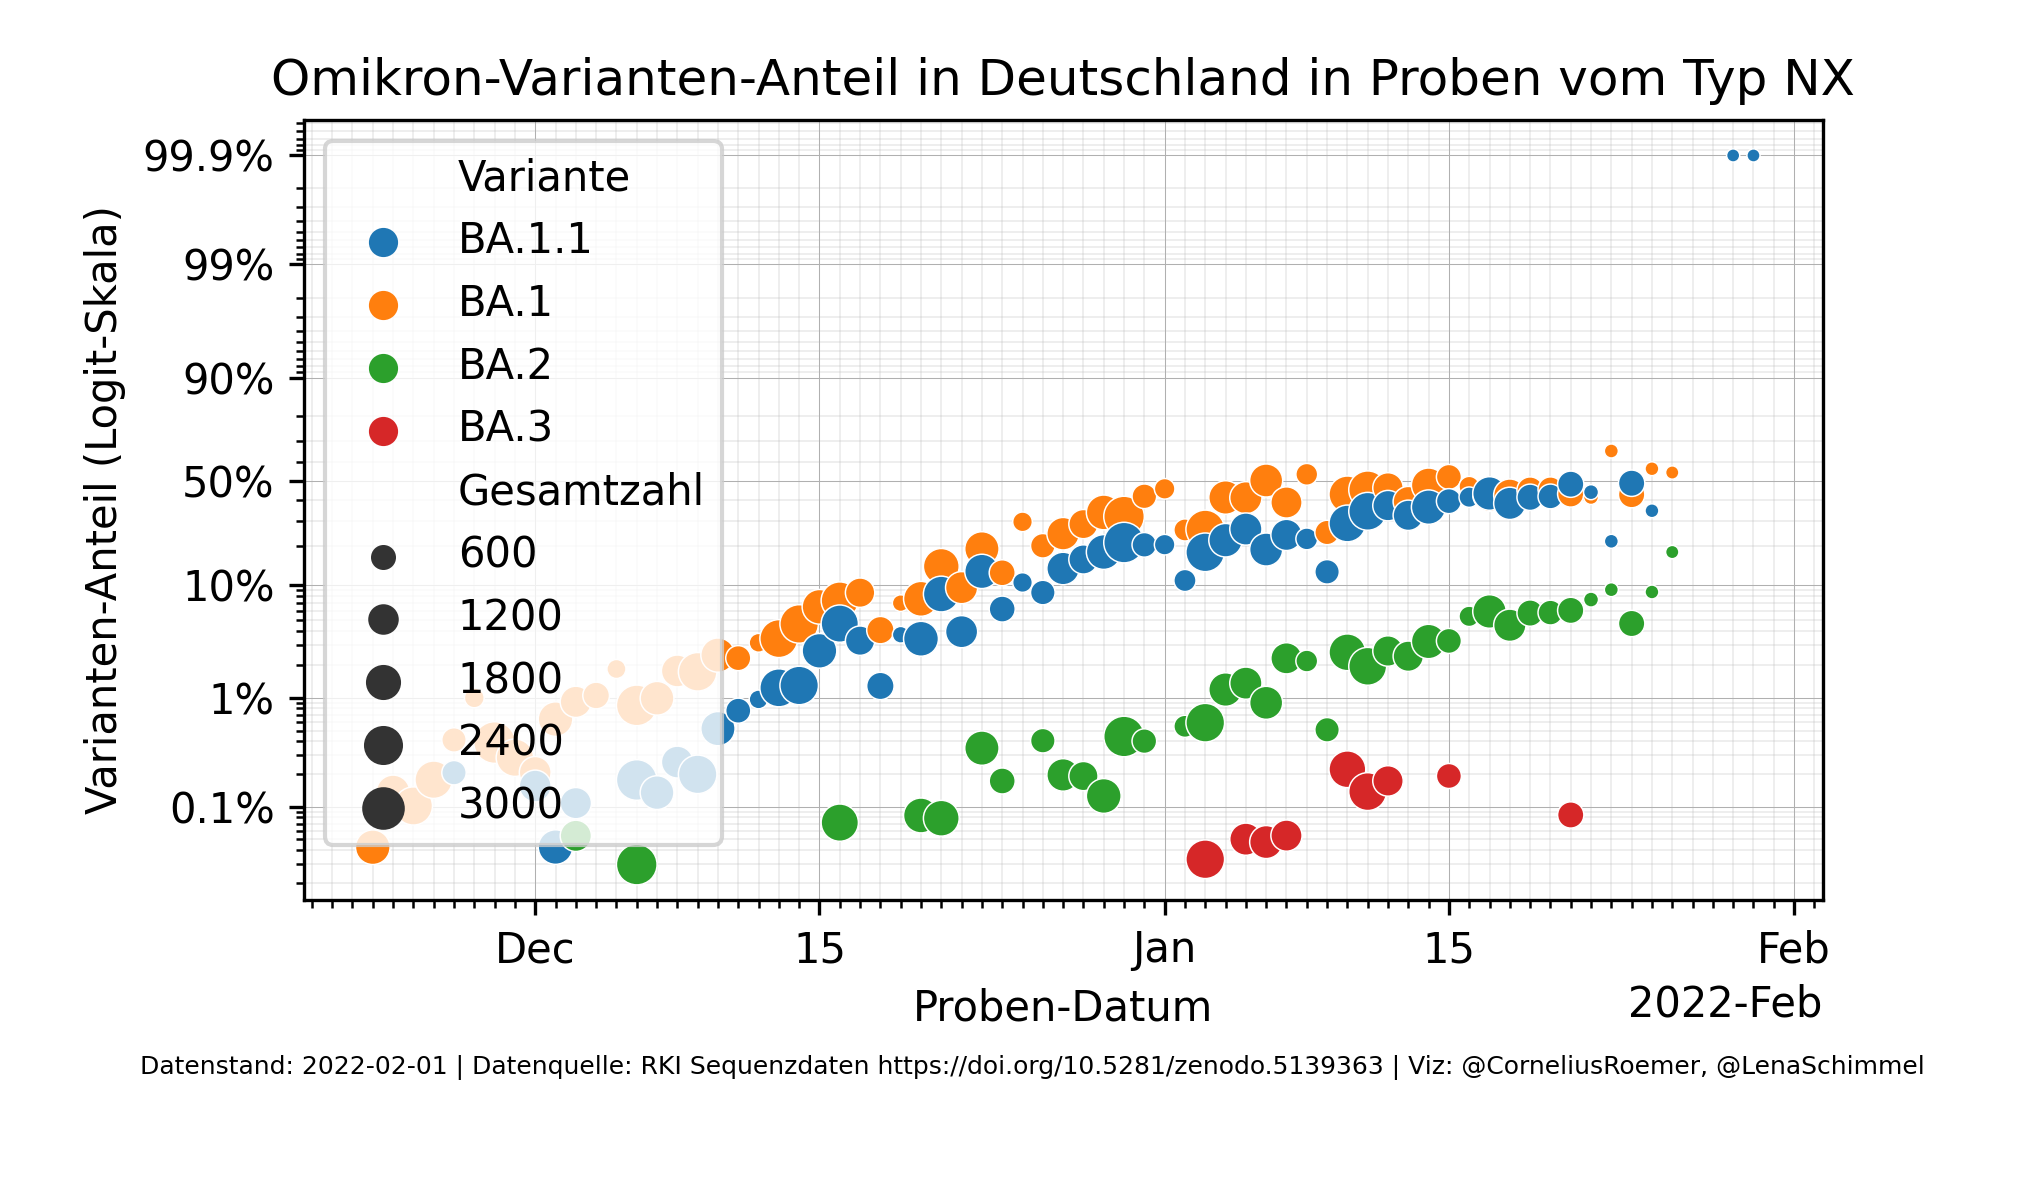 Omikron-Varianten-Anteil in Deutschland in Proben vom Typ NX
Varianten-Anteil (Logit-Skala)
99.9%
99%
90%
50%
10%
1%
0.1%
Variante
BA.1.1
BA.1
BA.2
BA.3
Gesamtzahl
600
1200
1800
2400
3000
Dec 15 Jan 15 Feb
2022-Feb
Proben-Datum
Datenstand: 2022-02-01 | Datenquelle: RKI Sequenzdaten https://doi.org/10.5281/zenodo.5139363 | Viz: @CorneliusRoemer, @LenaSchimmel